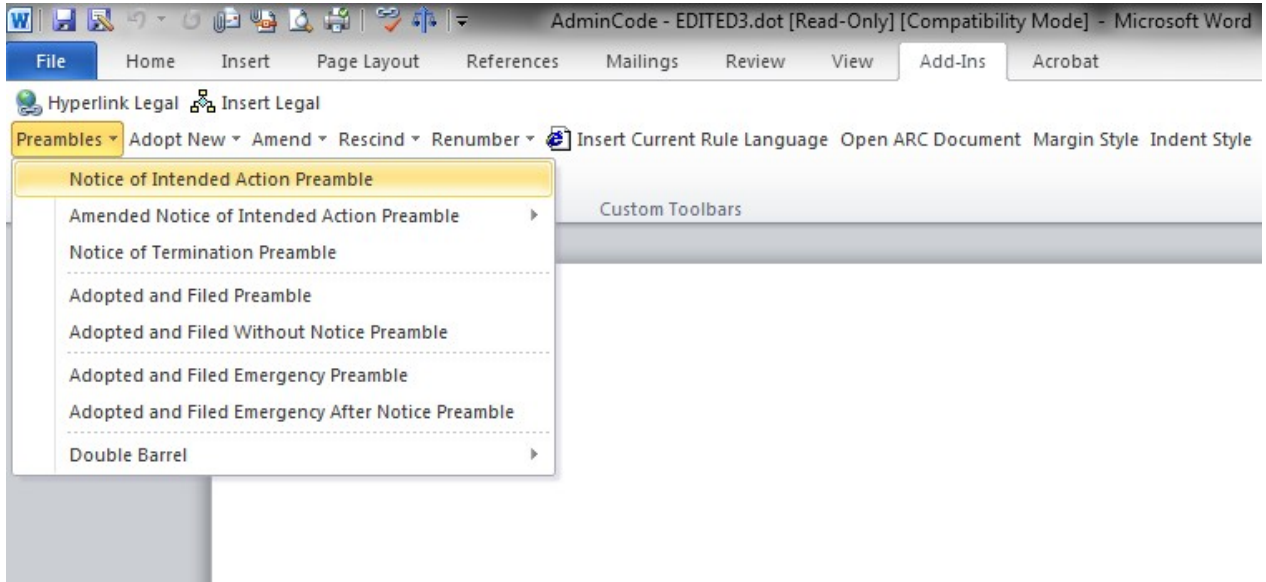 AdminCode - EDITED3.dot [Read-Only] [Compatibility Mode] - Microsoft Word
File Home Insert Page Layout References Mailings Review View Add-Ins Acrobat
Hyperlink Legal Insert Legal
Preambles Adopt New Amend Rescind Renumber Insert Current Rule Language Open ARC Document Margin Style Indent Style
Notice of Intended Action Preamble
Amended Notice of Intended Action Preamble
Custom Toolbars
Notice of Termination Preamble
Adopted and Filed Preamble
Adopted and Filed Without Notice Preamble
Adopted and Filed Emergency Preamble
Adopted and Filed Emergency After Notice Preamble
Double Barrel